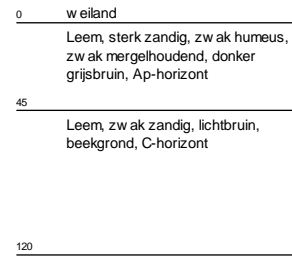 0 weiland
Leem, sterk zandig, zwak humeus,
zwak mergelhoudend, donker
grijsbruin, Ap-horizont
45
Leem, zwak zandig, lichtbruin,
beekgrond, C-horizont
120